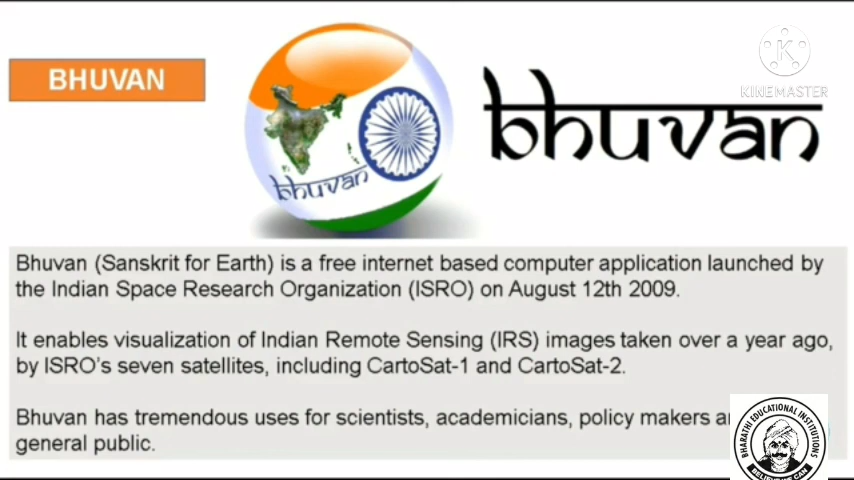 BHUVAN
K
KINEMASTER
bhuvan
bhuvan
Bhuvan (Sanskrit for Earth) is a free internet based computer application launched by
the Indian Space Research Organization (ISRO) on August 12th 2009.
It enables visualization of Indian Remote Sensing (IRS) images taken over a year ago,
by ISRO's seven satellites, including CartoSat-1 and CartoSat-2.
Bhuvan has tremendous uses for scientists, academicians, policy makers
general public.
BHARATHI EDUCATIONAL INSTITUTIONS